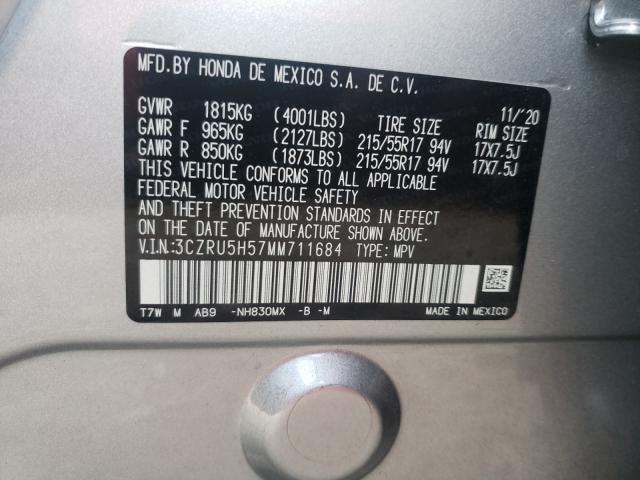 MFD.BY HONDA DE MEXICO S.A. DE C.V.
11/'20
GVWR 1815KG (4001LBS) TIRE SIZE RIM SIZE
GAWR F 965KG (2127LBS) 215/55R17 94V 17X7.5J
GAWR R 850KG (1873LBS) 215/55R17 94V 17X7.5J
THIS VEHICLE CONFORMS TO ALL APPLICABLE
FEDERAL MOTOR VEHICLE SAFETY
AND THEFT PREVENTION STANDARDS IN EFFECT
ON THE DATE OF MANUFACTURE SHOWN ABOVE.
V.I.N.:3CZRU5H57MM711684 TYPE: MPV
T7W M AB9 -NH830MX -B -M MADE IN MEXICO